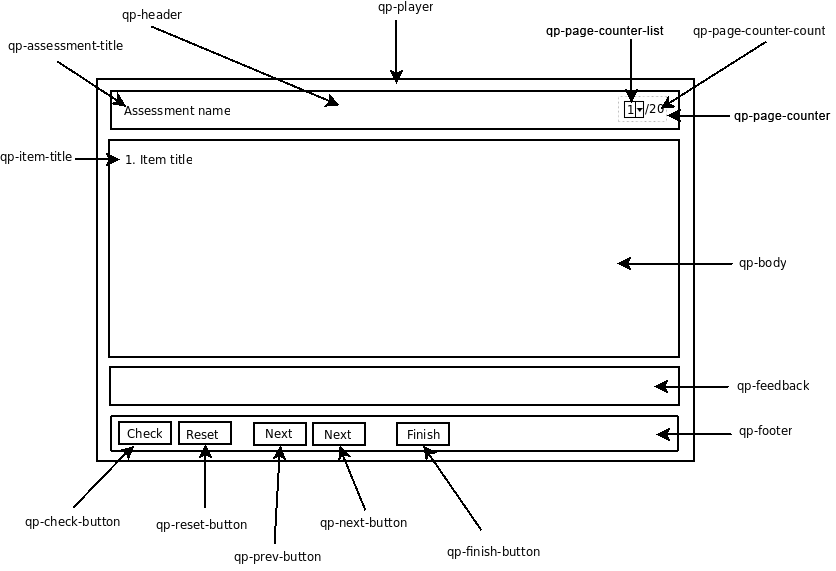 qp-player
qp-header
qp-page-counter-list
qp-page-counter-count
qp-assessment-title
Assessment name
1
/20
qp-page-counter
qp-item-title
1. Item title
qp-body
qp-feedback
qp-footer
Check
Reset
Next
Next
Finish
qp-check-button
qp-reset-button
qp-next-button
qp-prev-button
qp-finish-button